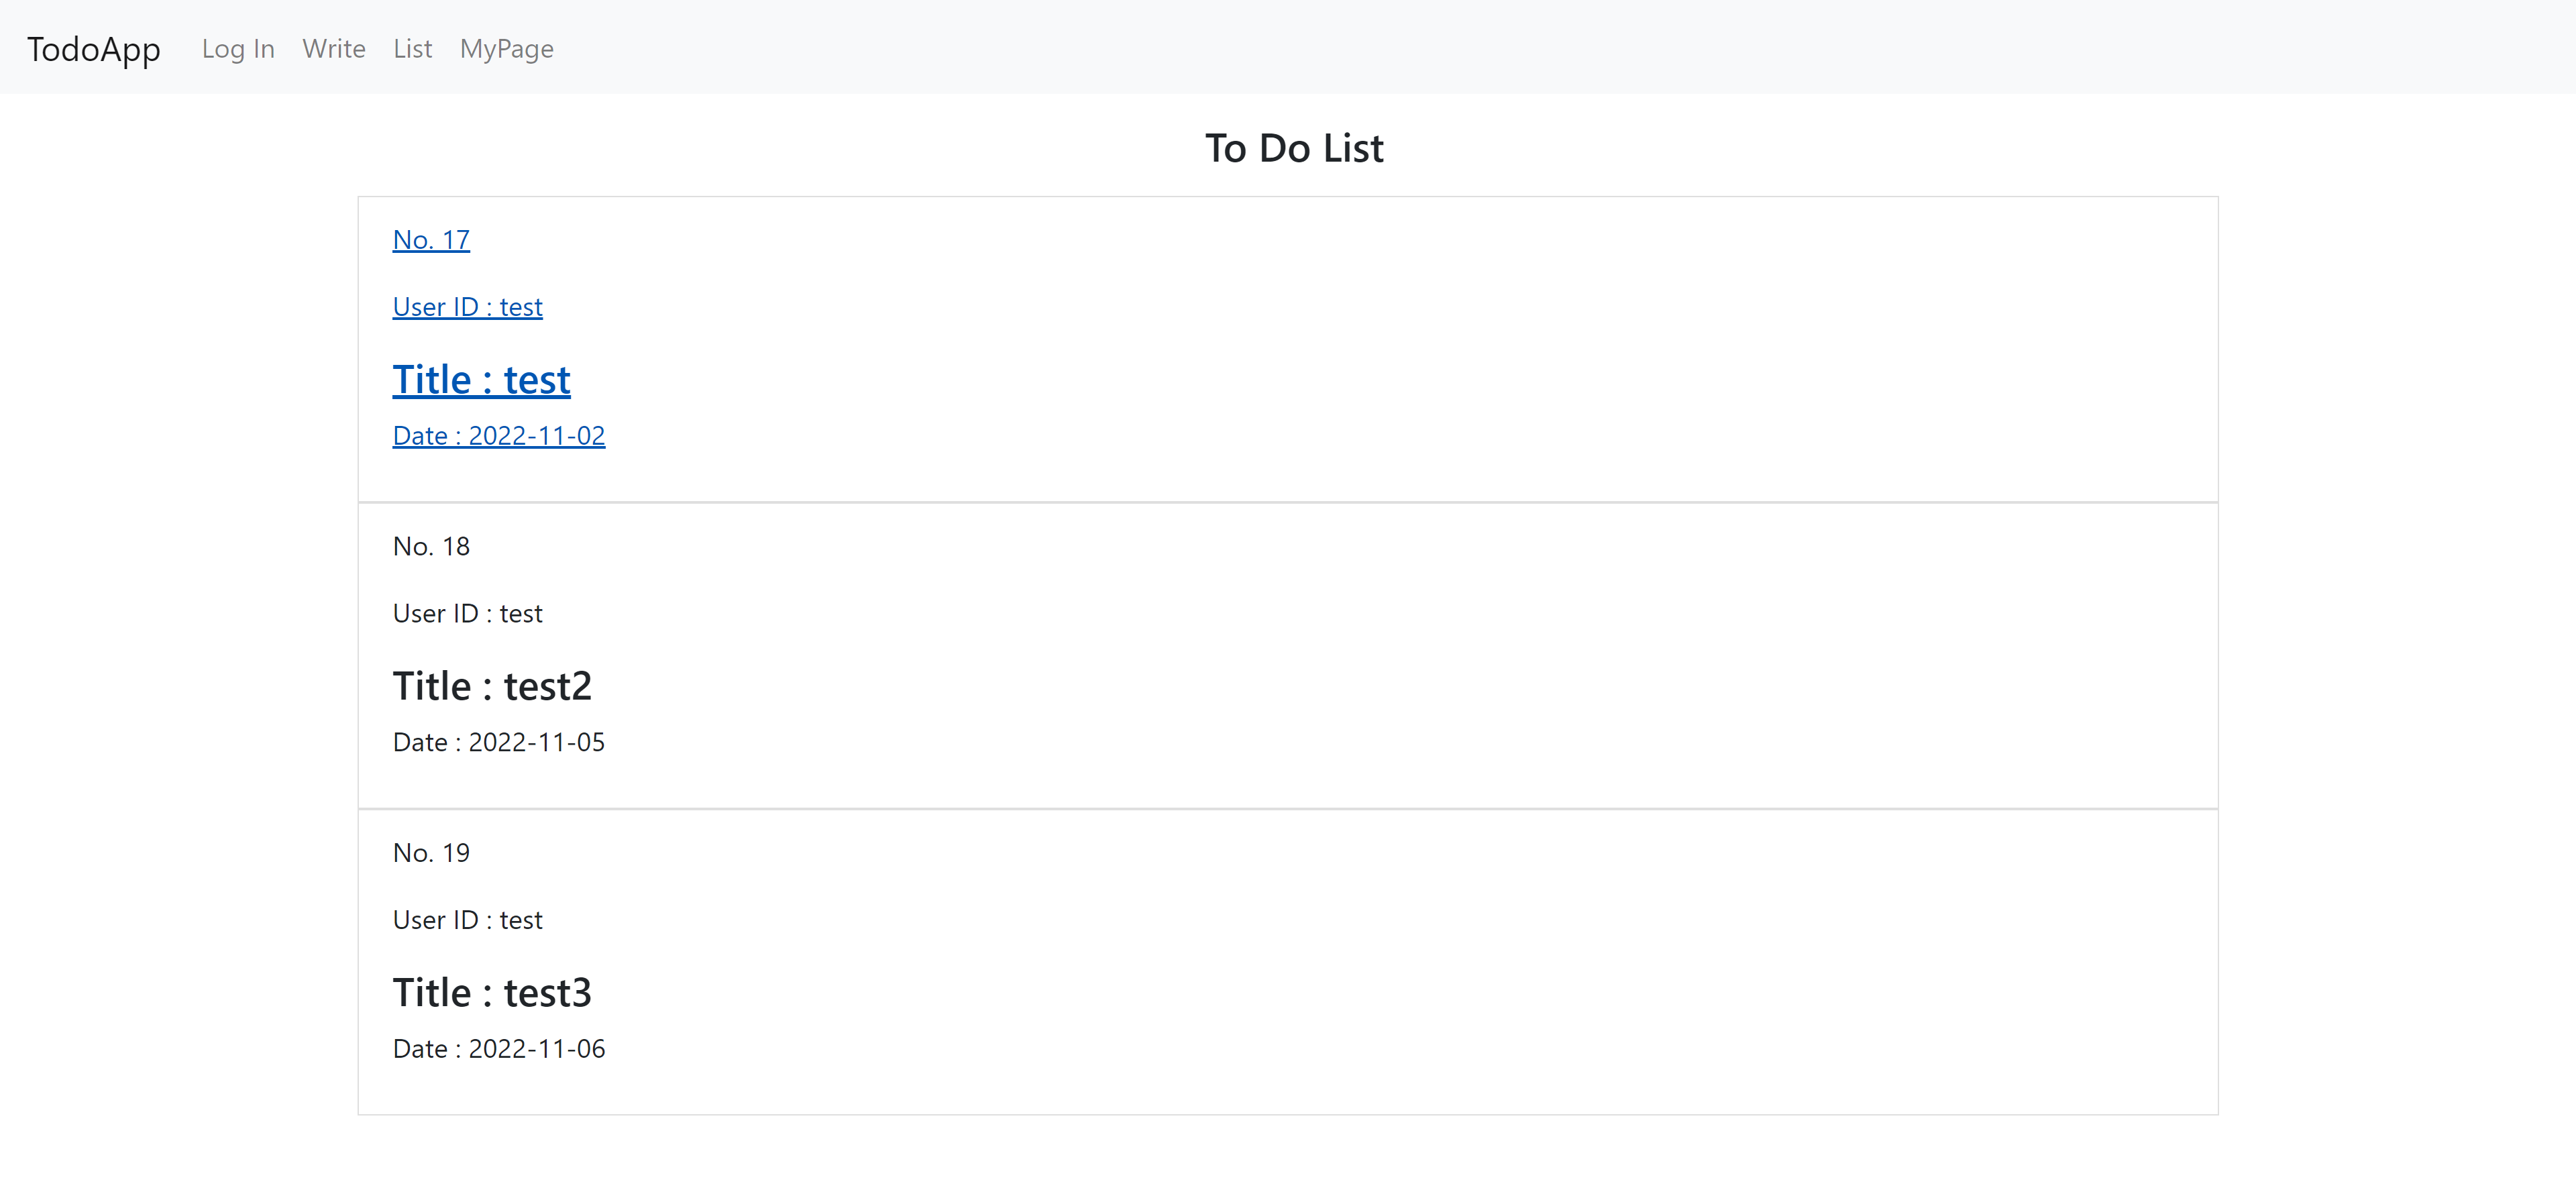 TodoApp Log In Write List MyPage
To Do List
No. 17
User ID : test
Title : test
Date : 2022-11-02
No. 18
User ID : test
Title : test2
Date : 2022-11-05
No. 19
User ID : test
Title : test3
Date : 2022-11-06